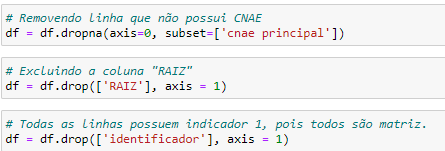 # Removendo linha que não possui CNAE
df = df.dropna(axis=0, subset=['cnae principal'])
# Excluindo a coluna "RAIZ"
df = df.drop(['RAIZ'], axis = 1)
# Todas as linhas possuem indicador 1, pois todos são matriz.
df = df.drop(['identificador'], axis = 1)